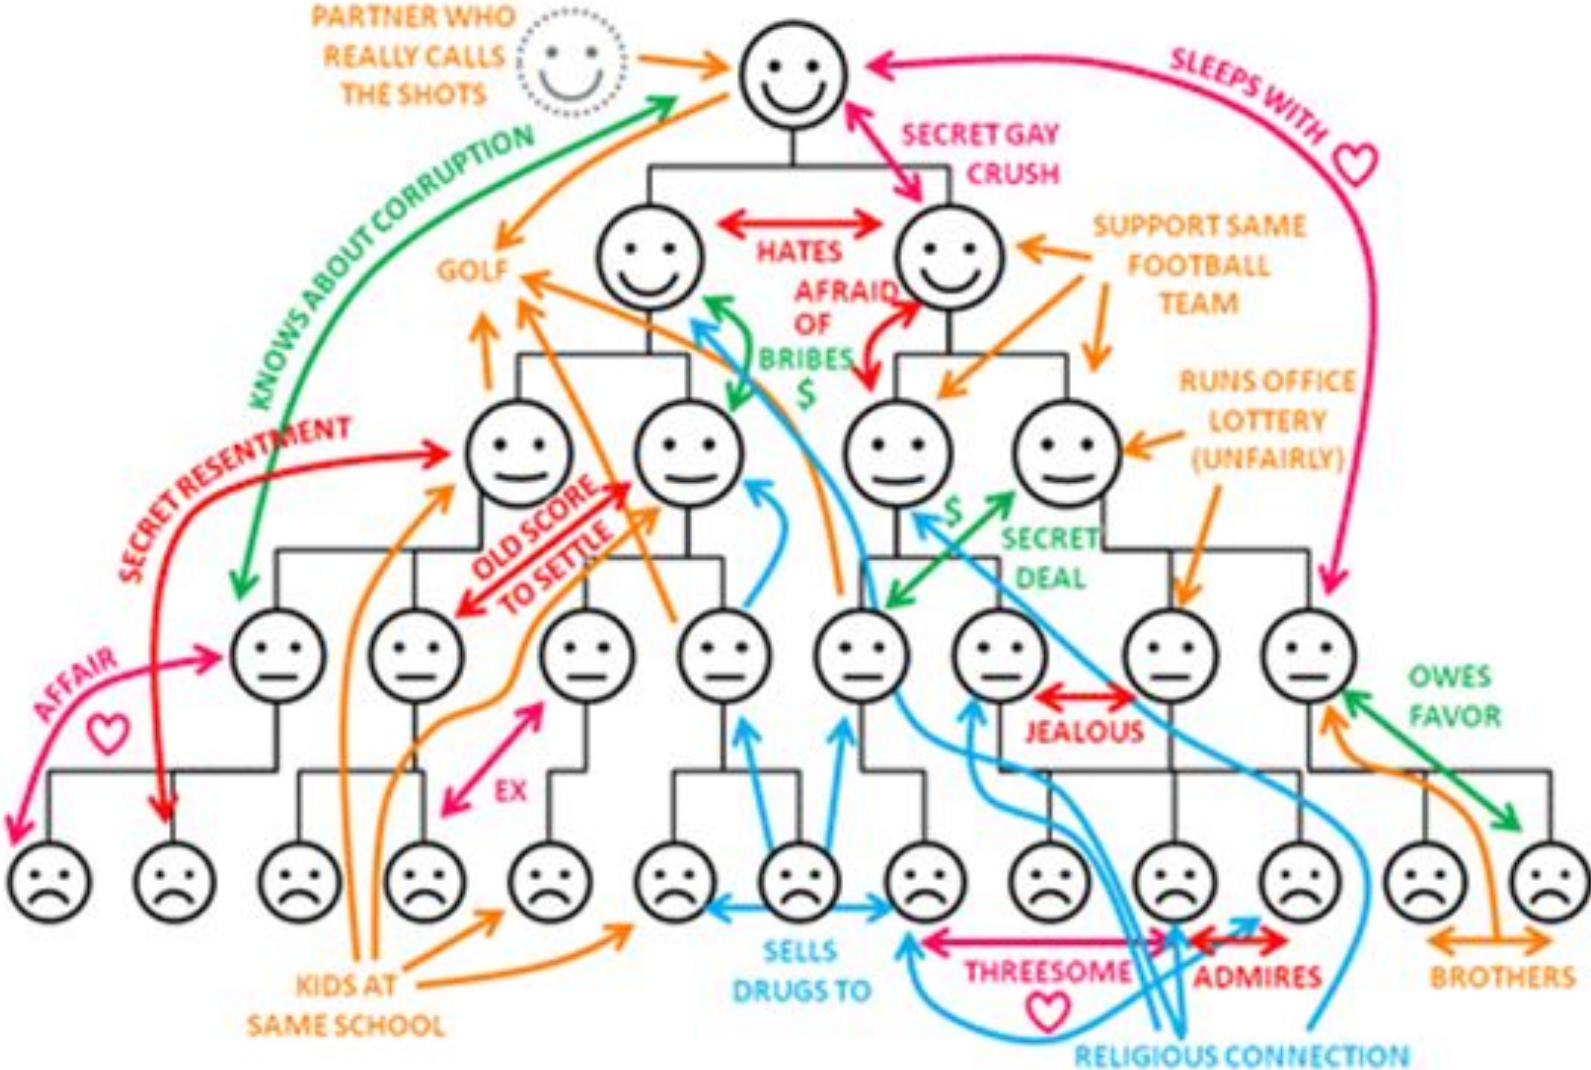 PARTNER WHO
REALLY CALLS
THE SHOTS
SLEEPS WITH
SECRET GAY
CRUSH
KNOWS ABOUT CORRUPTION
HATES
SUPPORT SAME
FOOTBALL
TEAM
GOLF
AFRAID
OF
BRIBES
$
RUNS OFFICE
LOTTERY
(UNFAIRLY)
SECRET RESENTMENT
OLD SCORE
TO SETTLE
$
SECRET
DEAL
AFFAIR
OWES
FAVOR
JEALOUS
EX
KIDS AT
SAME SCHOOL
SELLS
DRUGS TO
THREESOME
ADMIRES
BROTHERS
RELIGIOUS CONNECTION